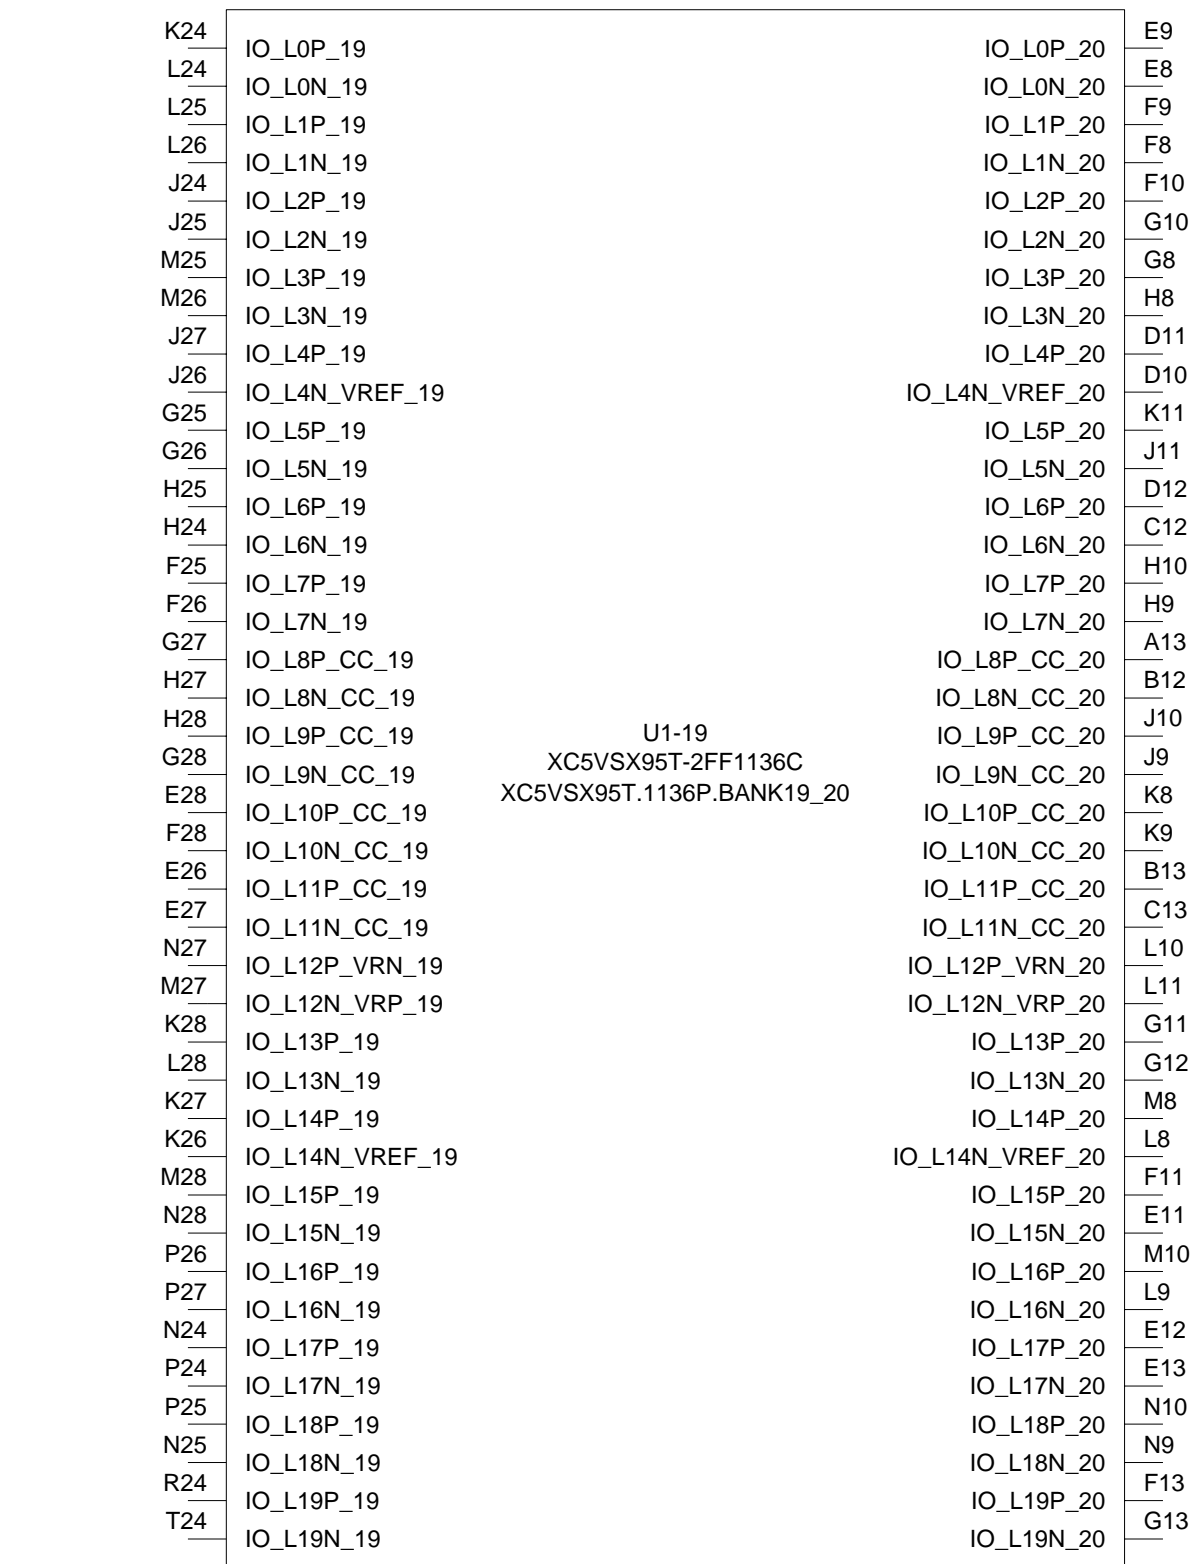 K24 IO_L0P_19 IO_L0P_20 E9
L24 IO_L0N_19 IO_L0N_20 E8
L25 IO_L1P_19 IO_L1P_20 F9
L26 IO_L1N_19 IO_L1N_20 F8
J24 IO_L2P_19 IO_L2P_20 F10
J25 IO_L2N_19 IO_L2N_20 G10
M25 IO_L3P_19 IO_L3P_20 G8
M26 IO_L3N_19 IO_L3N_20 H8
J27 IO_L4P_19 IO_L4P_20 D11
J26 IO_L4N_VREF_19 IO_L4N_VREF_20 D10
G25 IO_L5P_19 IO_L5P_20 K11
G26 IO_L5N_19 IO_L5N_20 J11
H25 IO_L6P_19 IO_L6P_20 D12
H24 IO_L6N_19 IO_L6N_20 C12
F25 IO_L7P_19 IO_L7P_20 H10
F26 IO_L7N_19 IO_L7N_20 H9
G27 IO_L8P_CC_19 IO_L8P_CC_20 A13
H27 IO_L8N_CC_19 IO_L8N_CC_20 B12
H28 IO_L9P_CC_19 U1-19 IO_L9P_CC_20 J10
G28 IO_L9N_CC_19 XC5VSX95T-2FF1136C IO_L9N_CC_20 J9
E28 IO_L10P_CC_19 XC5VSX95T.1136P.BANK19_20 IO_L10P_CC_20 K8
F28 IO_L10N_CC_19 IO_L10N_CC_20 K9
E26 IO_L11P_CC_19 IO_L11P_CC_20 B13
E27 IO_L11N_CC_19 IO_L11N_CC_20 C13
N27 IO_L12P_VRN_19 IO_L12P_VRN_20 L10
M27 IO_L12N_VRP_19 IO_L12N_VRP_20 L11
K28 IO_L13P_19 IO_L13P_20 G11
L28 IO_L13N_19 IO_L13N_20 G12
K27 IO_L14P_19 IO_L14P_20 M8
K26 IO_L14N_VREF_19 IO_L14N_VREF_20 L8
M28 IO_L15P_19 IO_L15P_20 F11
N28 IO_L15N_19 IO_L15N_20 E11
P26 IO_L16P_19 IO_L16P_20 M10
P27 IO_L16N_19 IO_L16N_20 L9
N24 IO_L17P_19 IO_L17P_20 E12
P24 IO_L17N_19 IO_L17N_20 E13
P25 IO_L18P_19 IO_L18P_20 N10
N25 IO_L18N_19 IO_L18N_20 N9
R24 IO_L19P_19 IO_L19P_20 F13
T24 IO_L19N_19 IO_L19N_20 G13